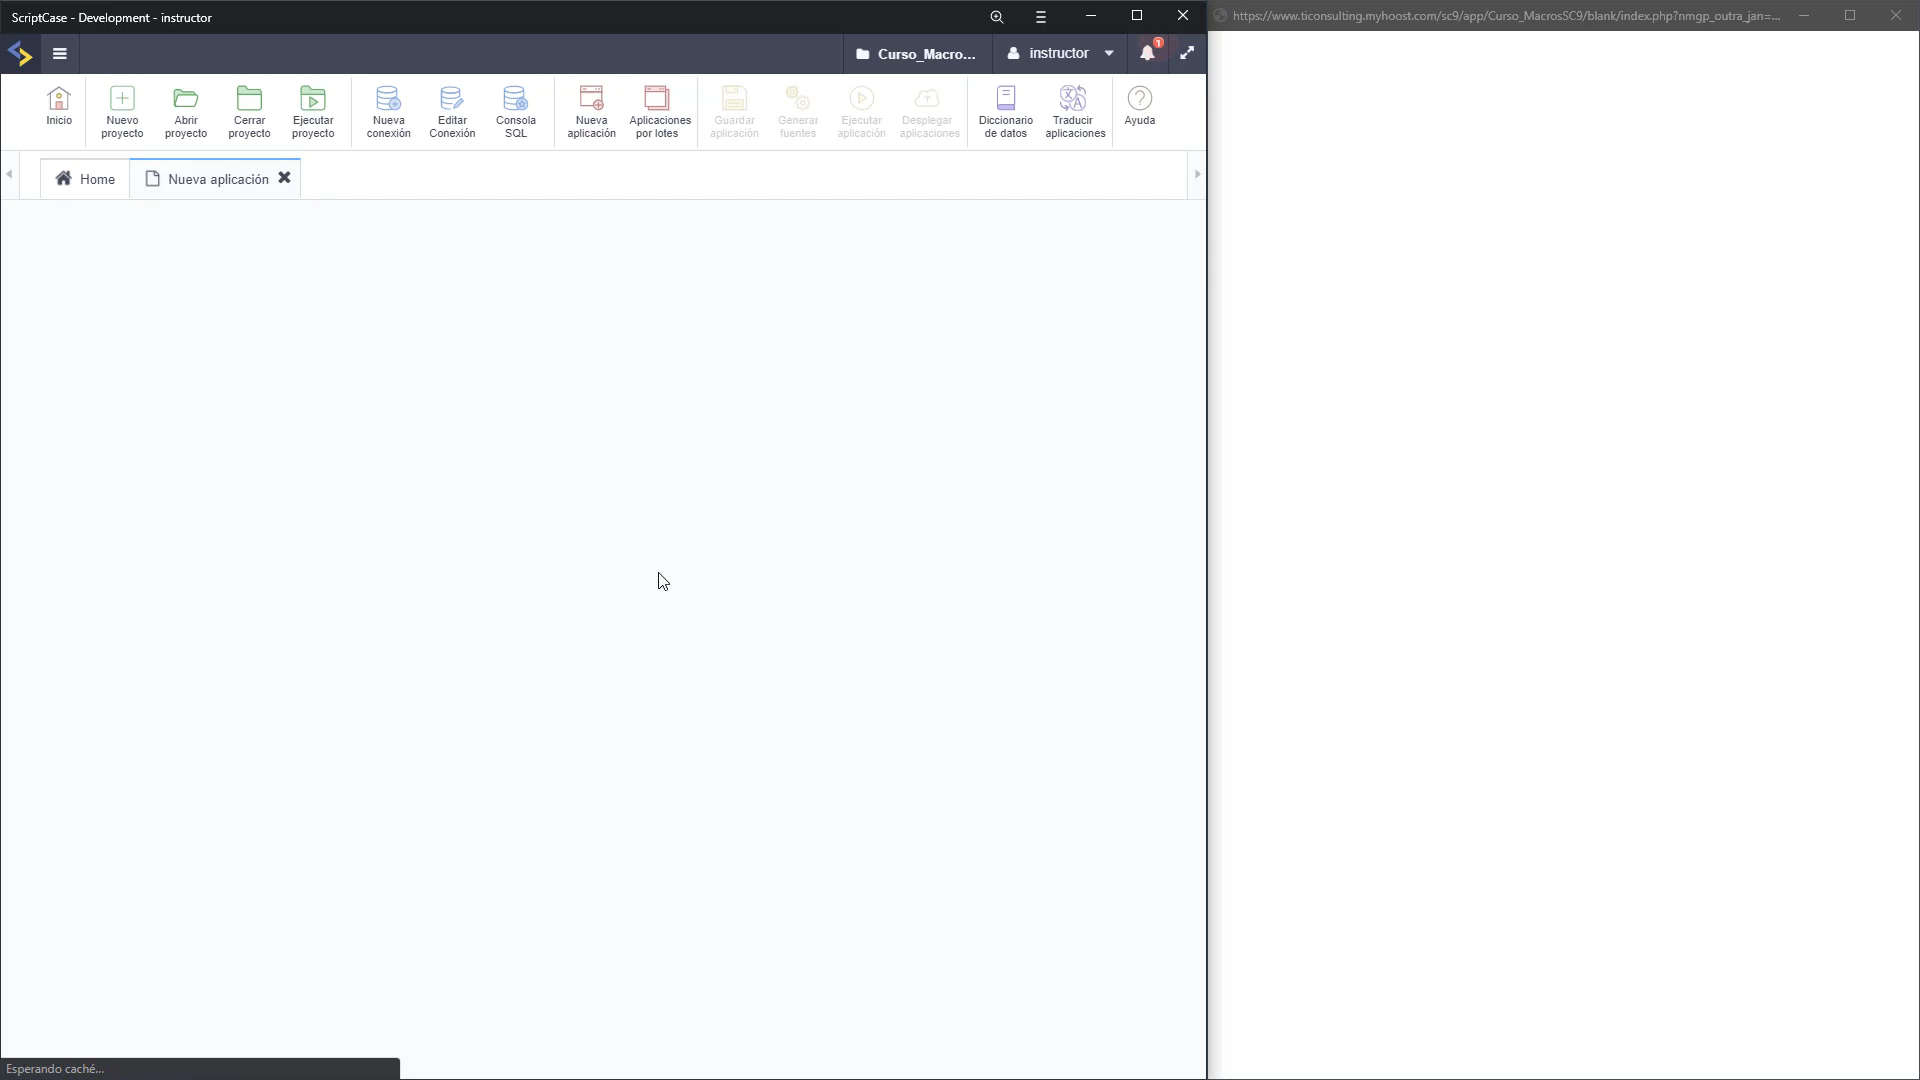 ScriptCase - Development - instructor
https://www.ticonsulting.myhoost.com/sc9/app/Curso_MacrosSC9/blank/index.php?nmgp_outra_jan=...
Curso_Macro...
instructor
1
Inicio
Nuevo
proyecto
Abrir
proyecto
Cerrar
proyecto
Ejecutar
proyecto
Nueva
conexión
Editar
Conexión
Consola
SQL
Nueva
aplicación
Aplicaciones
por lotes
Guardar
aplicación
Generar
fuentes
Ejecutar
aplicación
Desplegar
aplicaciones
Diccionario
de datos
Traducir
aplicaciones
Ayuda
Home
Nueva aplicación
Esperando caché...